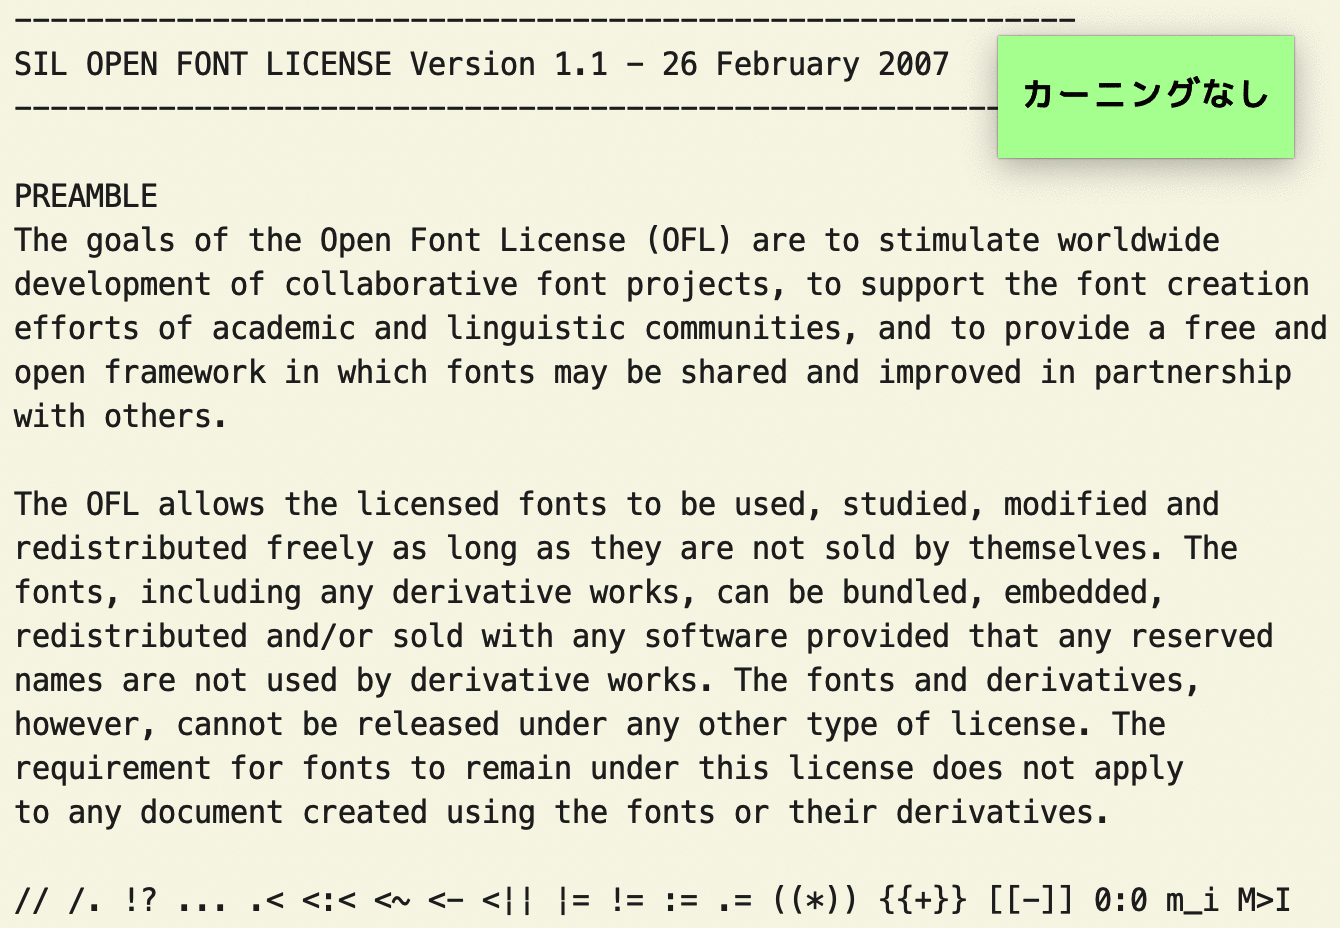 -----------------------------------------------------------
SIL OPEN FONT LICENSE Version 1.1 - 26 February 2007
-----------------------------------------------------------
カーニングなし
PREAMBLE
The goals of the Open Font License (OFL) are to stimulate worldwide
development of collaborative font projects, to support the font creation
efforts of academic and linguistic communities, and to provide a free and
open framework in which fonts may be shared and improved in partnership
with others.
The OFL allows the licensed fonts to be used, studied, modified and
redistributed freely as long as they are not sold by themselves. The
fonts, including any derivative works, can be bundled, embedded,
redistributed and/or sold with any software provided that any reserved
names are not used by derivative works. The fonts and derivatives,
however, cannot be released under any other type of license. The
requirement for fonts to remain under this license does not apply
to any document created using the fonts or their derivatives.
// /. !? ... .< <:< <~ <- <|| |= != := .= ((*)) {{+}} [[-]] 0:0 m_i M>I